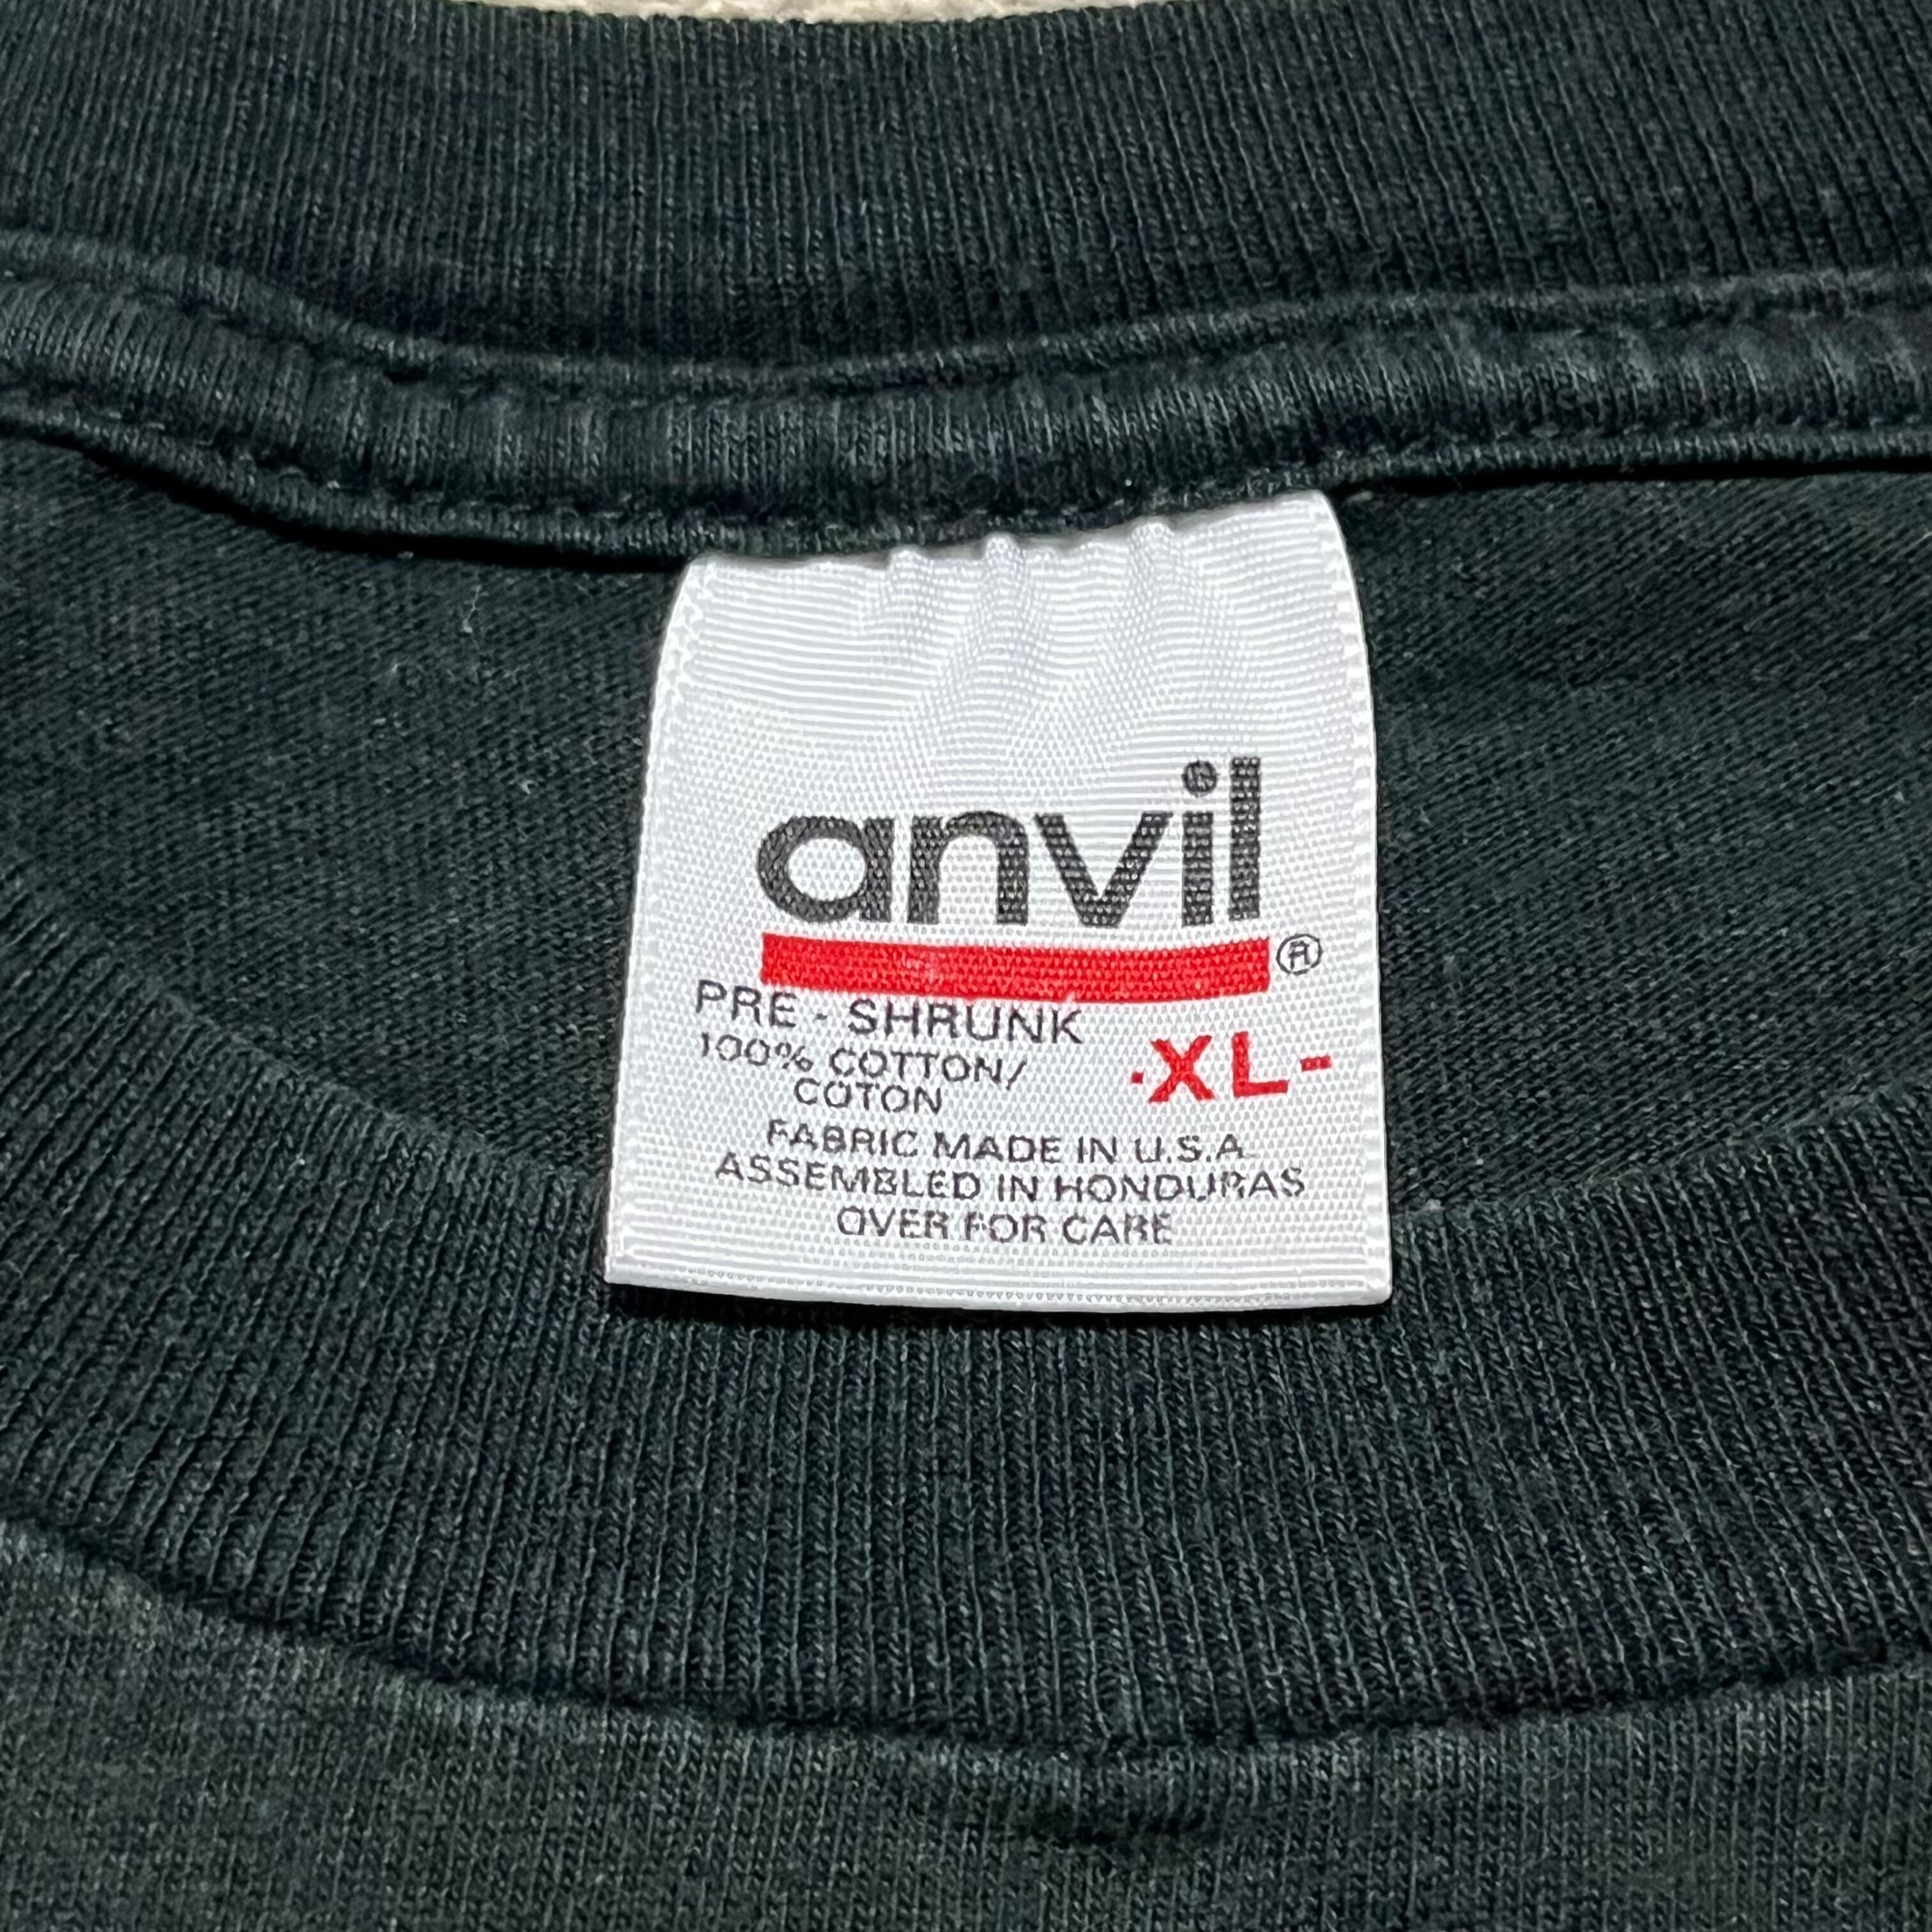 anvil®
PRE - SHRUNK
100% COTTON/
COTON
-XL-
FABRIC MADE IN U.S.A.
ASSEMBLED IN HONDURAS
OVER FOR CARE